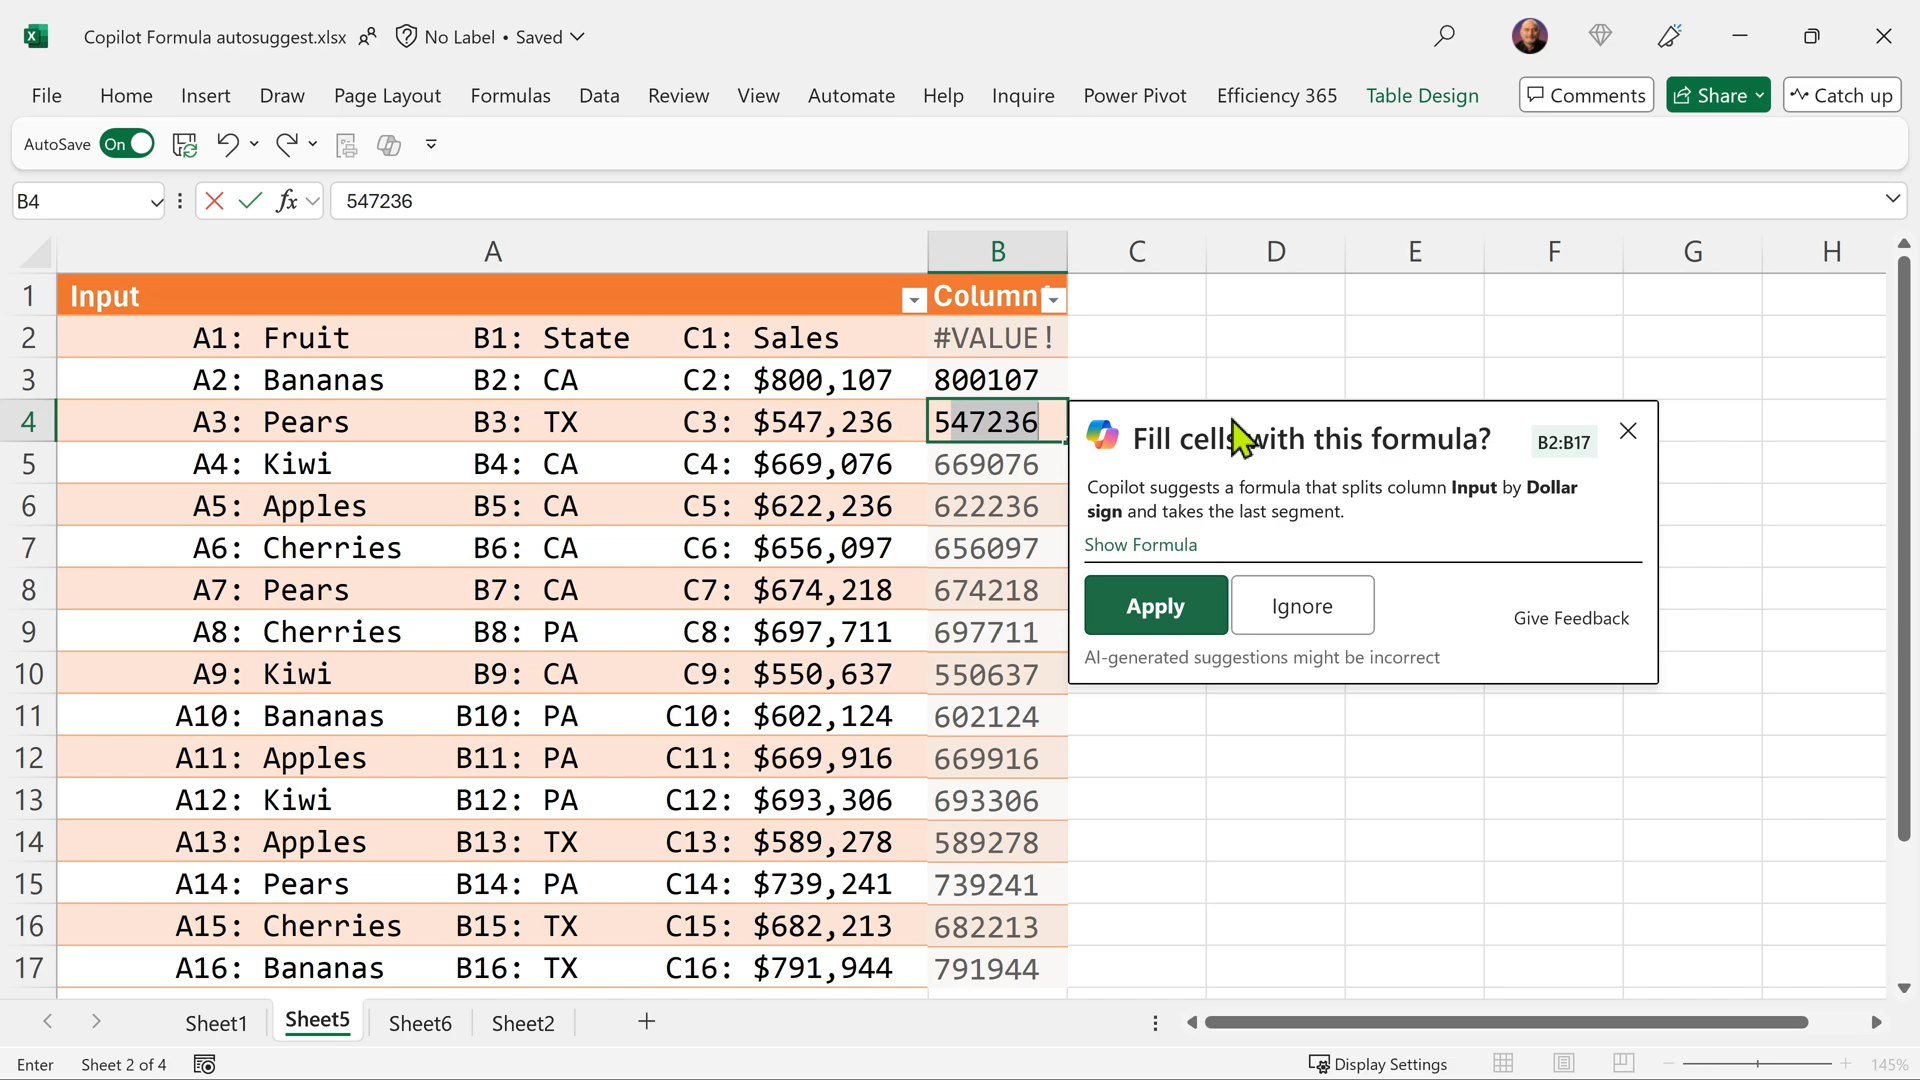 Copilot Formula autosuggest.xlsx No Label • Saved
File Home Insert Draw Page Layout Formulas Data Review View Automate Help Inquire Power Pivot Efficiency 365 Table Design Comments Share Catch up
AutoSave On
B4 fx 547236
A B C D E F G H
1 Input Column
2 A1: Fruit B1: State C1: Sales #VALUE!
3 A2: Bananas B2: CA C2: $800,107 800107
4 A3: Pears B3: TX C3: $547,236 547236
5 A4: Kiwi B4: CA C4: $669,076 669076
6 A5: Apples B5: CA C5: $622,236 622236
7 A6: Cherries B6: CA C6: $656,097 656097
8 A7: Pears B7: CA C7: $674,218 674218
9 A8: Cherries B8: PA C8: $697,711 697711
10 A9: Kiwi B9: CA C9: $550,637 550637
11 A10: Bananas B10: PA C10: $602,124 602124
12 A11: Apples B11: PA C11: $669,916 669916
13 A12: Kiwi B12: PA C12: $693,306 693306
14 A13: Apples B13: TX C13: $589,278 589278
15 A14: Pears B14: PA C14: $739,241 739241
16 A15: Cherries B15: TX C15: $682,213 682213
17 A16: Bananas B16: TX C16: $791,944 791944
Fill cells with this formula? B2:B17
Copilot suggests a formula that splits column Input by Dollar
sign and takes the last segment.
Show Formula
Apply Ignore Give Feedback
AI-generated suggestions might be incorrect
Sheet1 Sheet5 Sheet6 Sheet2
Enter Sheet 2 of 4 Display Settings 145%